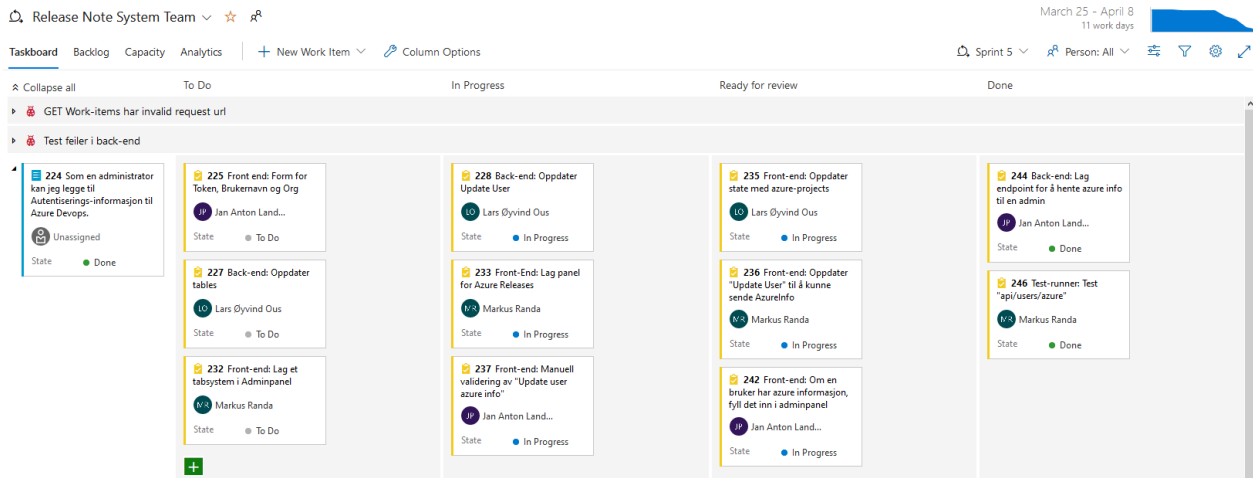 Release Note System Team
March 25 - April 8
11 work days
Taskboard Backlog Capacity Analytics New Work Item Column Options Sprint 5 Person: All
Collapse all To Do In Progress Ready for review Done
GET Work-items har invalid request url
Test feiler i back-end
224 Som en administrator
kan jeg legge til
Autentiserings-informasjon til
Azure Devops.
Unassigned
State Done
225 Front end: Form for
Token, Brukernavn og Org
JP Jan Anton Land...
State To Do
227 Back-end: Oppdater
tables
LO Lars Øyvind Ous
State To Do
232 Front-end: Lag et
tabsystem i Adminpanel
MR Markus Randa
State To Do
228 Back-end: Oppdater
Update User
LO Lars Øyvind Ous
State In Progress
233 Front-End: Lag panel
for Azure Releases
MR Markus Randa
State In Progress
237 Front-end: Manuell
validering av "Update user
azure info"
JP Jan Anton Land...
State In Progress
235 Front-end: Oppdater
state med azure-projects
LO Lars Øyvind Ous
State In Progress
236 Front-end: Oppdater
"Update User" til å kunne
sende AzureInfo
MR Markus Randa
State In Progress
242 Front-end: Om en
bruker har azure informasjon,
fyll det inn i adminpanel
JP Jan Anton Land...
State In Progress
244 Back-end: Lag
endpoint for å hente azure info
til en admin
JP Jan Anton Land...
State Done
246 Test-runner: Test
"api/users/azure"
MR Markus Randa
State Done